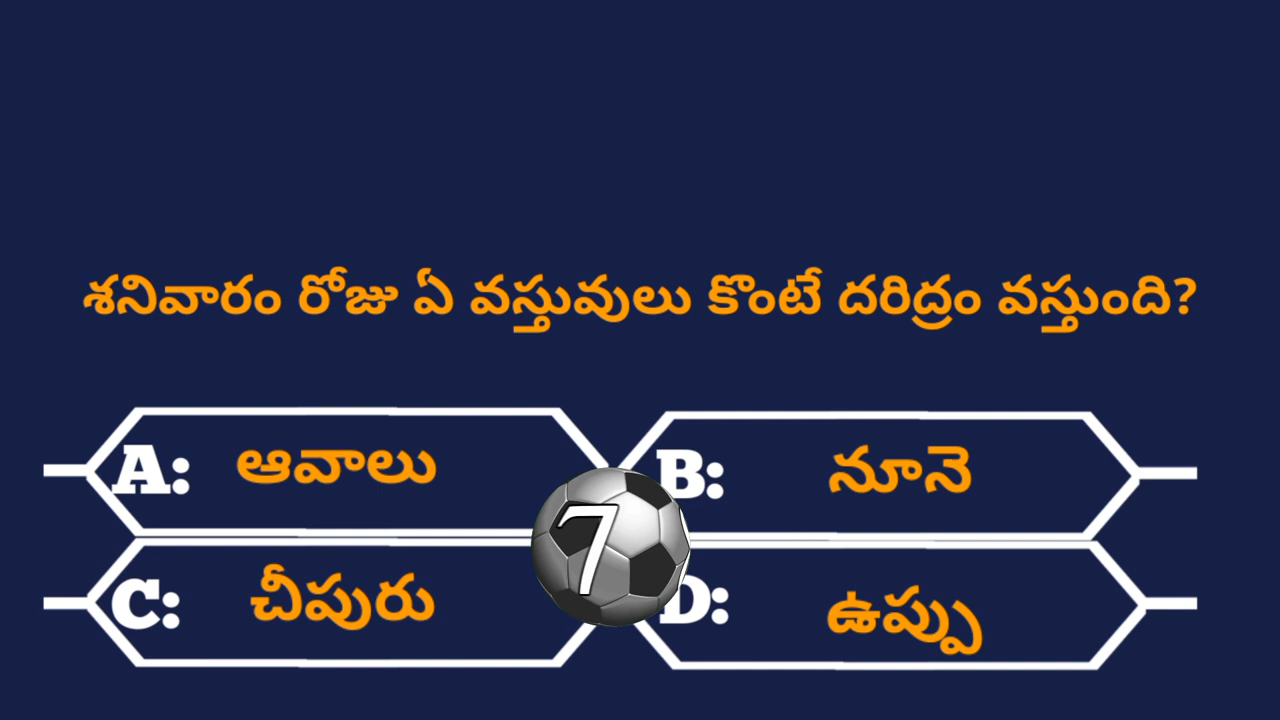 శనివారం రోజు ఏ వస్తువులు కొంటే దరిద్రం వస్తుంది?
A: ఆవాలు
B: నూనె
7
C: చీపురు
D: ఉప్పు